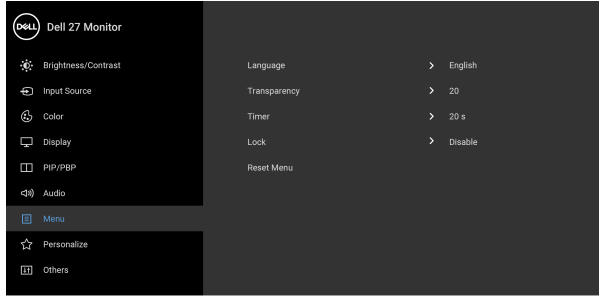 DELL Dell 27 Monitor
Brightness/Contrast
Input Source
Color
Display
PIP/PBP
Audio
Menu
Personalize
Others
Language > English
Transparency > 20
Timer > 20 s
Lock > Disable
Reset Menu